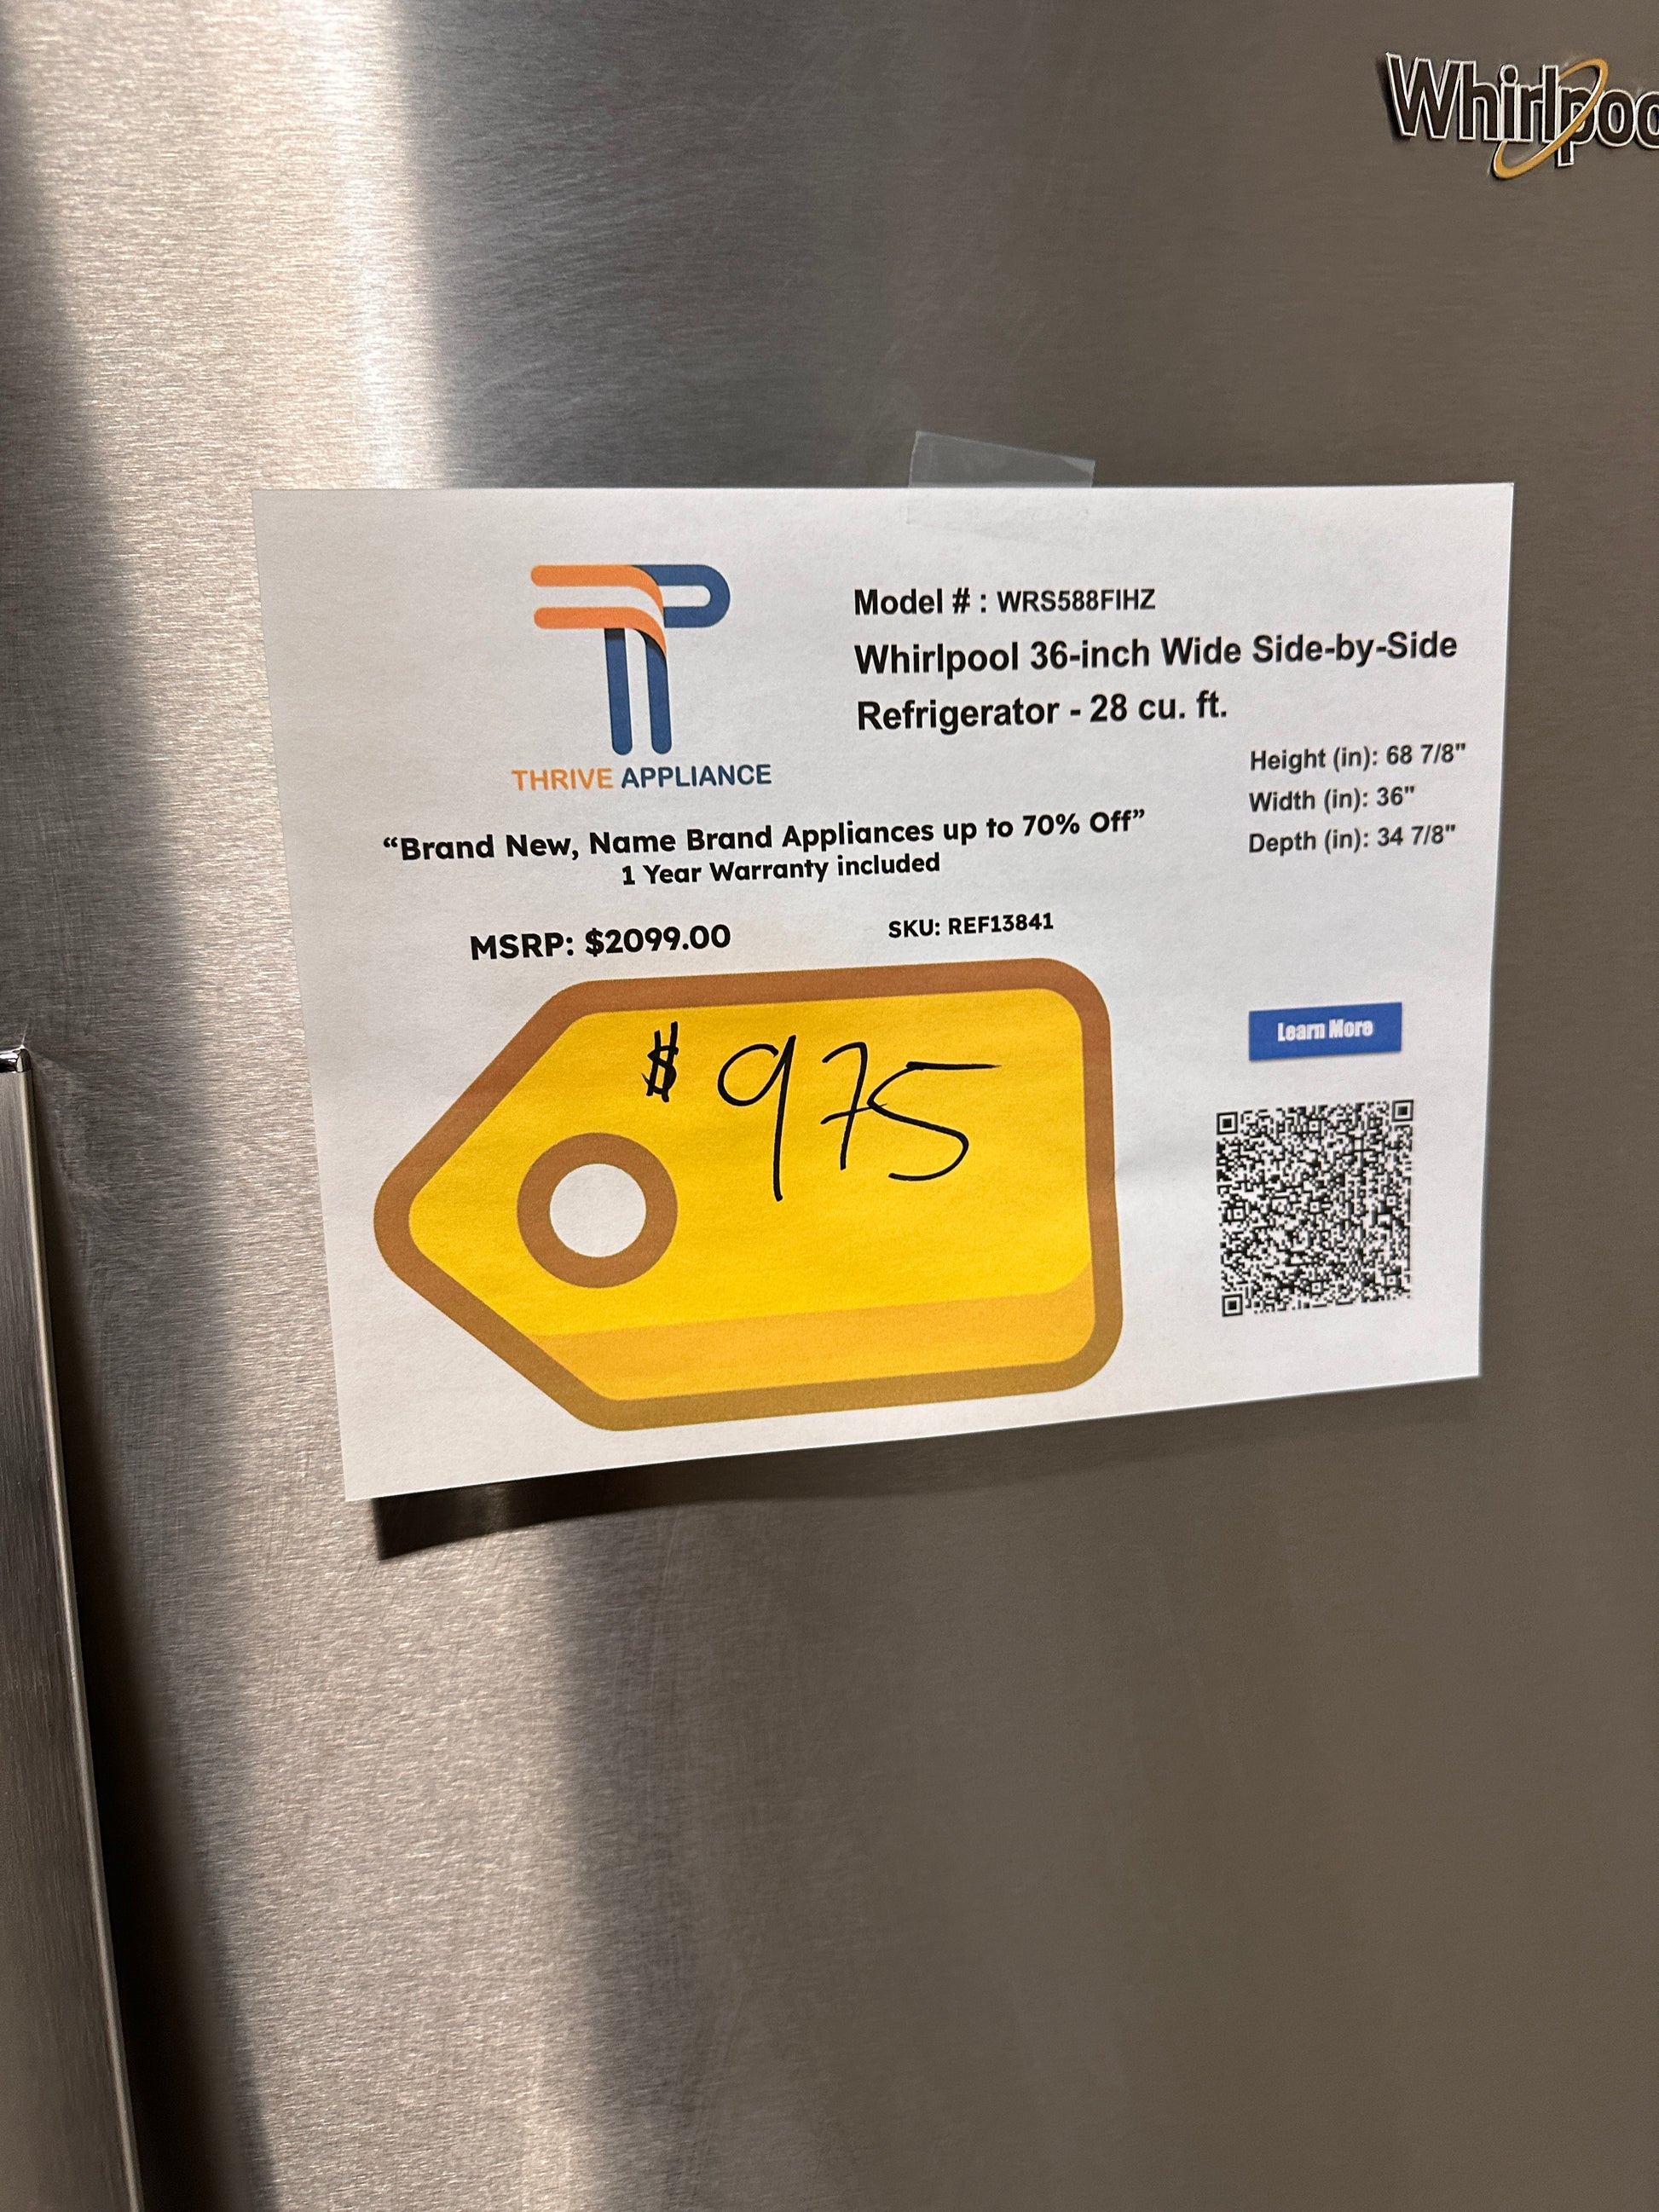 Whirlpoo
Model # : WRS588FIHZ
Whirlpool 36-inch Wide Side-by-Side
Refrigerator - 28 cu. ft.
Height (in): 68 7/8"
Width (in): 36"
Depth (in): 34 7/8"
THRIVE APPLIANCE
“Brand New, Name Brand Appliances up to 70% Off”
1 Year Warranty included
MSRP: $2099.00
SKU: REF13841
$975
Learn More